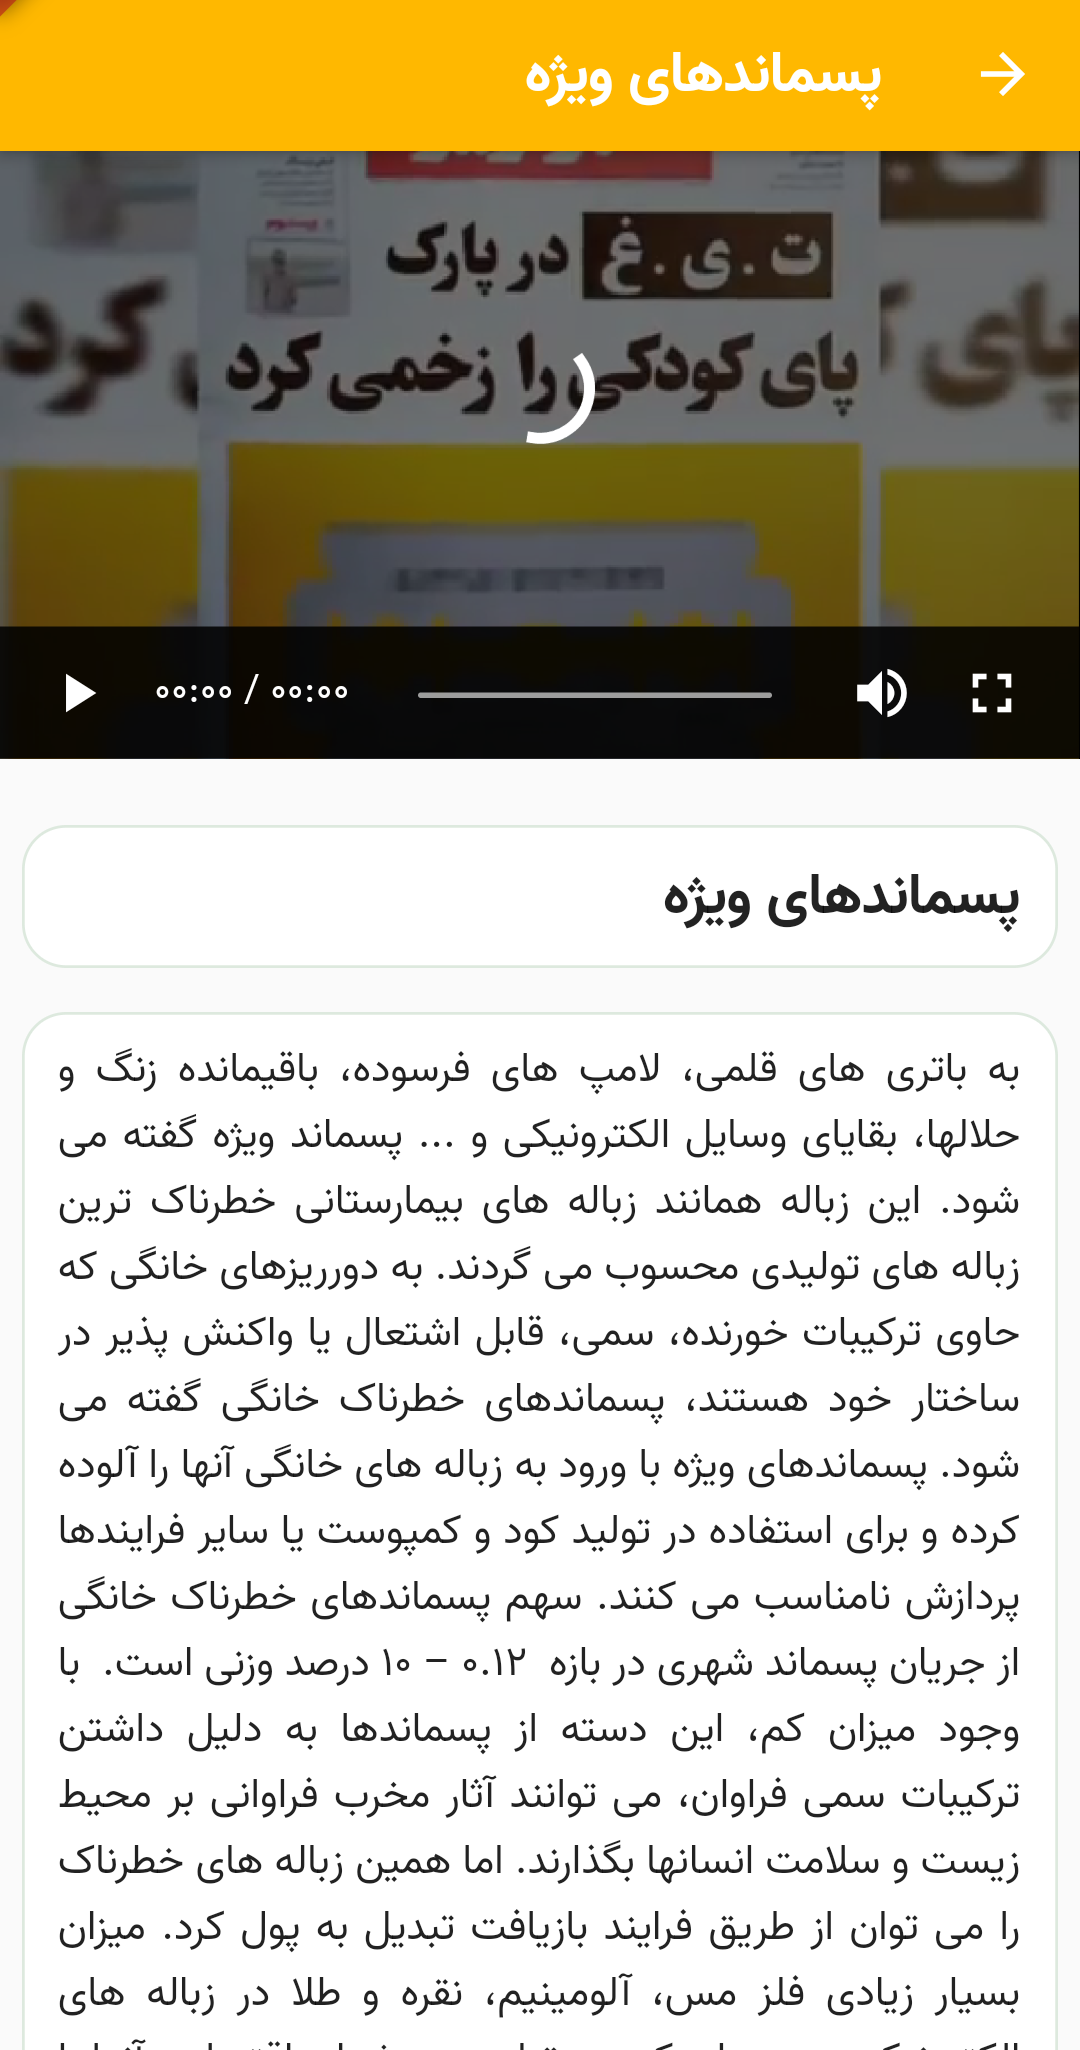 پسماندهای ویژه
ت . ی . غ در پارک
پای کودکی را زخمی کرد
۰۰:۰۰ / ۰۰:۰۰
پسماندهای ویژه
به باتری های قلمی، لامپ های فرسوده، باقیمانده زنگ و
حلالها، بقایای وسایل الکترونیکی و ... پسماند ویژه گفته می
شود. این زباله همانند زباله های بیمارستانی خطرناک ترین
زباله های تولیدی محسوب می گردند. به دورریزهای خانگی که
حاوی ترکیبات خورنده، سمی، قابل اشتعال یا واکنش پذیر در
ساختار خود هستند، پسماندهای خطرناک خانگی گفته می
شود. پسماندهای ویژه با ورود به زباله های خانگی آنها را آلوده
کرده و برای استفاده در تولید کود و کمپوست یا سایر فرایندها
پردازش نامناسب می کنند. سهم پسماندهای خطرناک خانگی
از جریان پسماند شهری در بازه ۰.۱۲ – ۱۰ درصد وزنی است. با
وجود میزان کم، این دسته از پسماندها به دلیل داشتن
ترکیبات سمی فراوان، می توانند آثار مخرب فراوانی بر محیط
زیست و سلامت انسانها بگذارند. اما همین زباله های خطرناک
را می توان از طریق فرایند بازیافت تبدیل به پول کرد. میزان
بسیار زیادی فلز مس، آلومینیم، نقره و طلا در زباله های